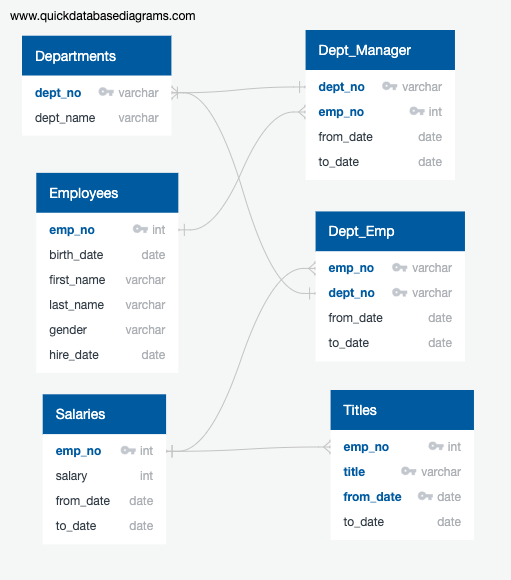 www.quickdatabasediagrams.com
Departments
dept_no varchar
dept_name varchar
Dept_Manager
dept_no varchar
emp_no int
from_date date
to_date date
Employees
emp_no int
birth_date date
first_name varchar
last_name varchar
gender varchar
hire_date date
Dept_Emp
emp_no varchar
dept_no varchar
from_date date
to_date date
Salaries
emp_no int
salary int
from_date date
to_date date
Titles
emp_no int
title varchar
from_date date
to_date date